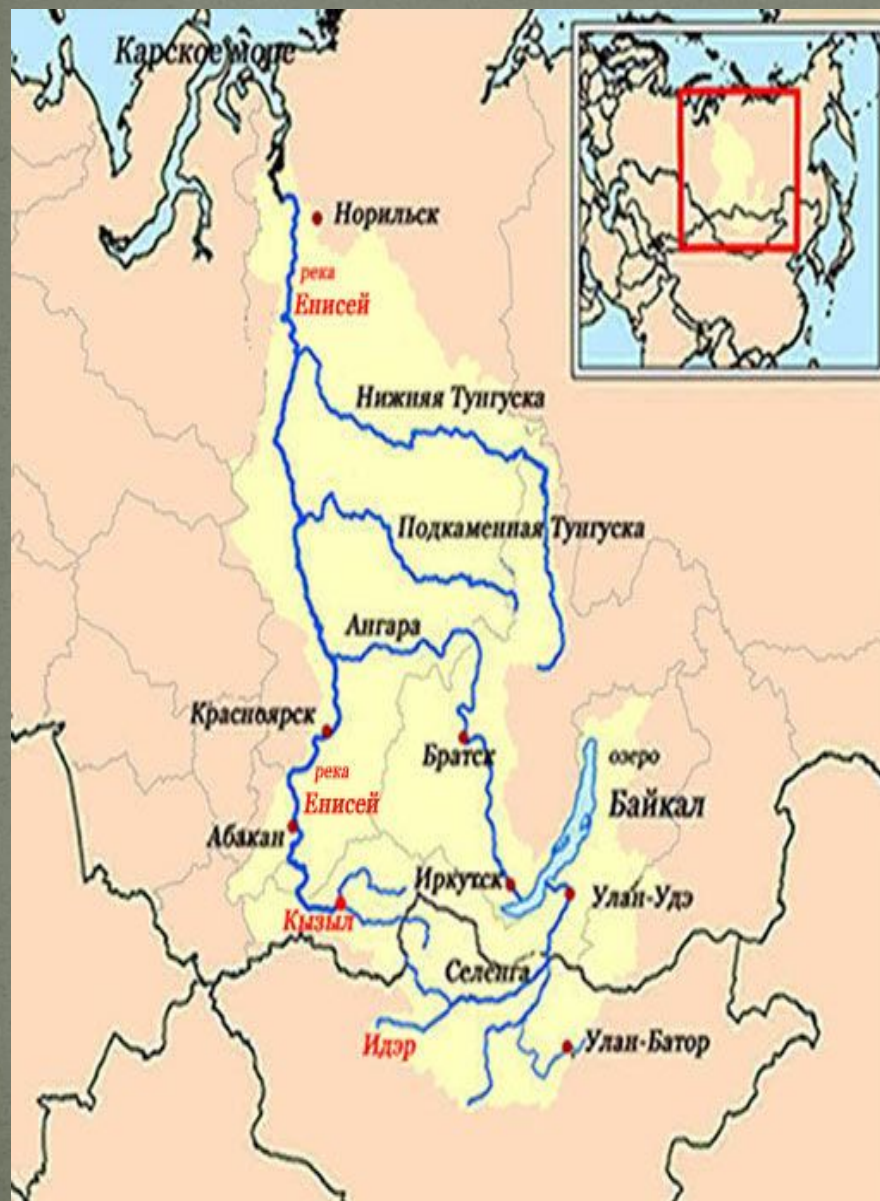 Карское море
Норильск
река
Енисей
Нижняя Тунгуска
Подкаменная Тунгуска
Ангара
Красноярск
Братск
озеро
Байкал
река
Енисей
Абакан
Иркутск
Улан-Удэ
Кызыл
Селенга
Идэр
Улан-Батор